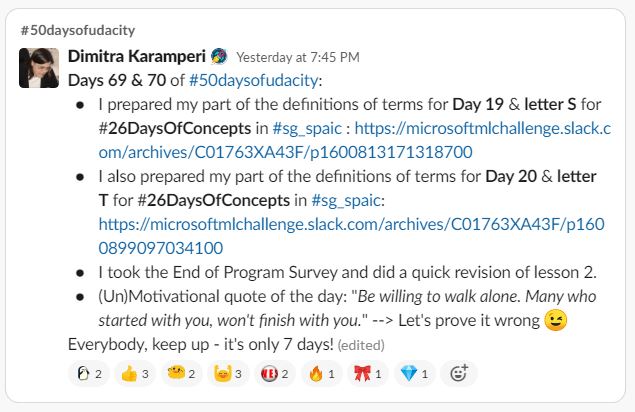 #50daysofudacity
Dimitra Karamperi Yesterday at 7:45 PM
Days 69 & 70 of #50daysofudacity:
• I prepared my part of the definitions of terms for Day 19 & letter S for
#26DaysOfConcepts in #sg_spaic : https://microsoftmlchallenge.slack.c
om/archives/C01763XA43F/p1600813171318700
• I also prepared my part of the definitions of terms for Day 20 & letter
T for #26DaysOfConcepts in #sg_spaic:
https://microsoftmlchallenge.slack.com/archives/C01763XA43F/p160
0899097034100
• I took the End of Program Survey and did a quick revision of lesson 2.
• (Un)Motivational quote of the day: "Be willing to walk alone. Many who
started with you, won't finish with you." --> Let's prove it wrong 😉
Everybody, keep up - it's only 7 days! (edited)
2 3 2 3 2 1 1 1